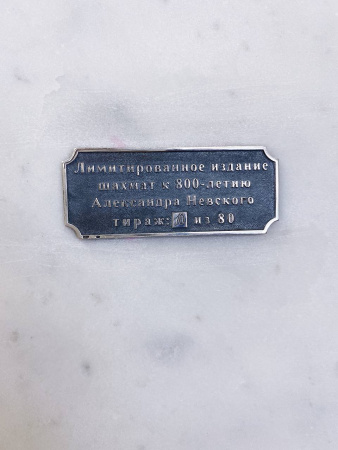 Лимитированное издание
шахмат к 800-летию
Александра Невского
тираж: из 80